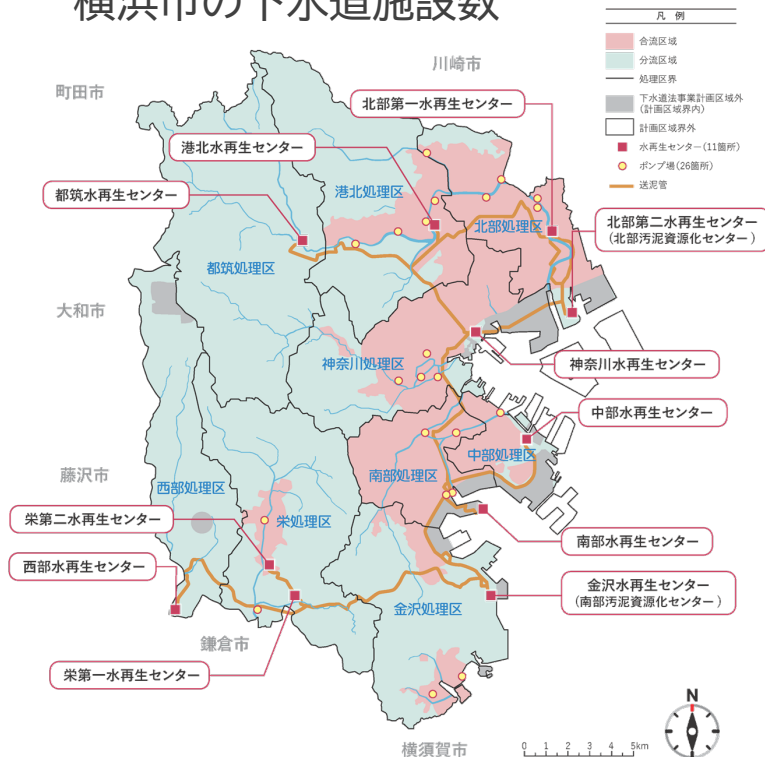 横浜市の下水道施設数
凡 例
合流区域
分流区域
処理区界
下水道法事業計画区域外
(計画区域界内)
計画区域界外
水再生センター(11箇所)
ポンプ場(26箇所)
送泥管
川崎市
町田市
北部第一水再生センター
港北水再生センター
都筑水再生センター
港北処理区
北部処理区
北部第二水再生センター
(北部汚泥資源化センター)
都筑処理区
大和市
神奈川処理区
神奈川水再生センター
中部水再生センター
中部処理区
藤沢市
南部処理区
西部処理区
栄第二水再生センター
栄処理区
南部水再生センター
西部水再生センター
金沢水再生センター
(南部汚泥資源化センター)
金沢処理区
鎌倉市
栄第一水再生センター
横須賀市
N
0 1 2 3 4 5km